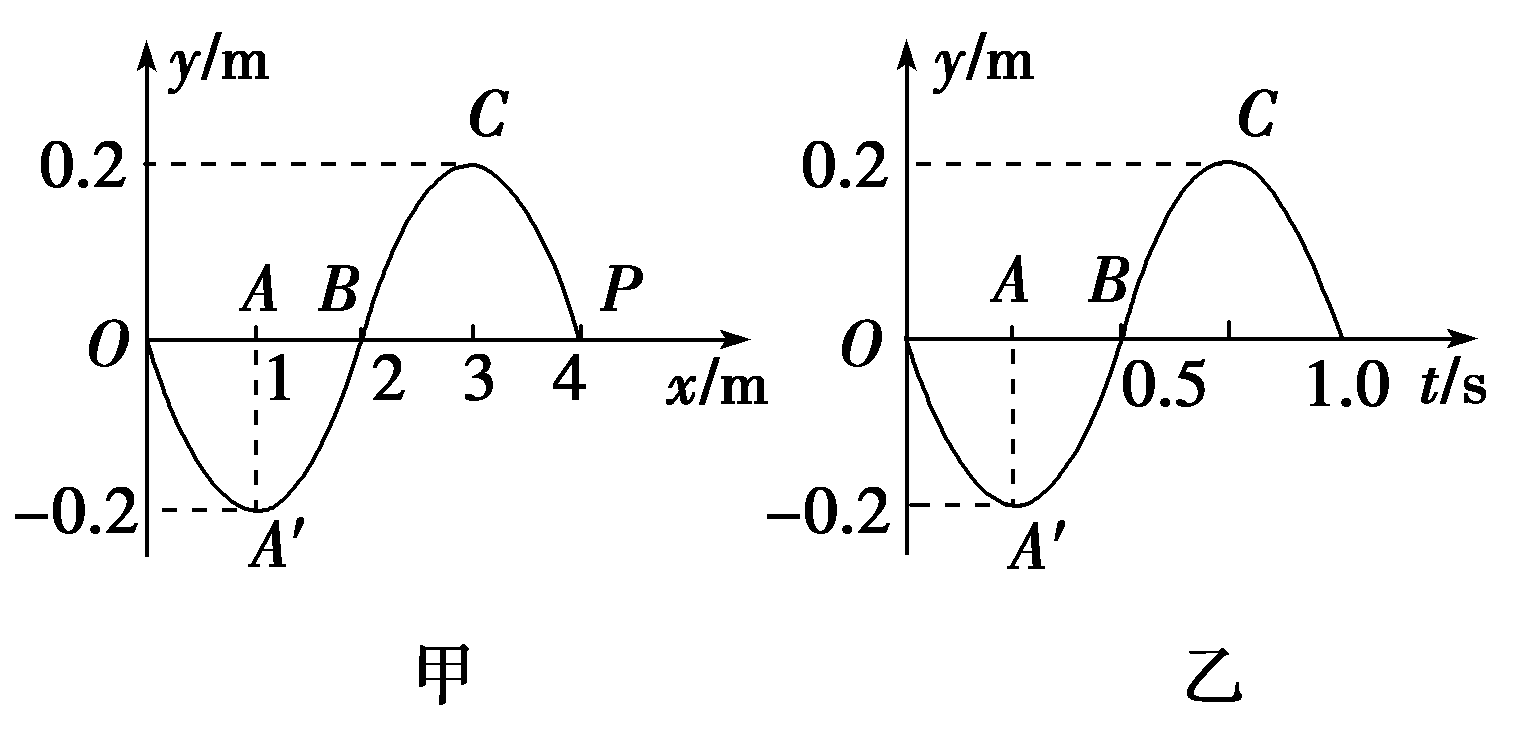 y/m
C
0.2
A B P
O
1 2 3 4 x/m
-0.2
A′
甲
y/m
C
0.2
A B
O
0.5 1.0 t/s
-0.2
A′
乙